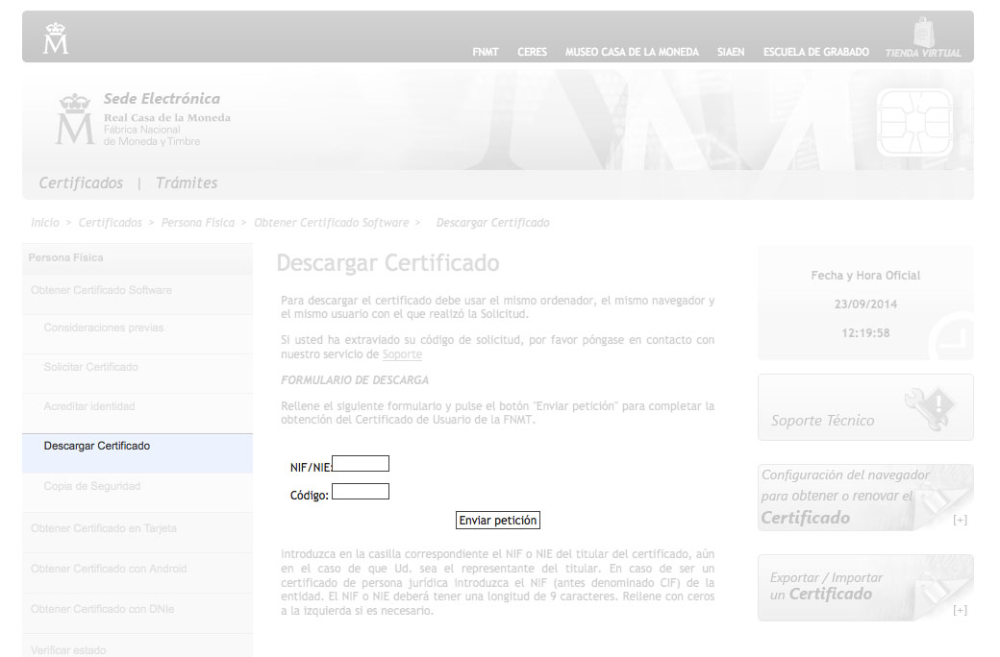 M
FNMT CERES MUSEO CASA DE LA MONEDA SIAEN ESCUELA DE GRABADO TIENDA VIRTUAL
M
Sede Electrónica
Real Casa de la Moneda
Fábrica Nacional
de Moneda y Timbre
Certificados | Trámites
Inicio > Certificados > Persona Física > Obtener Certificado Software > Descargar Certificado
Persona Física
Obtener Certificado Software
Consideraciones previas
Solicitar Certificado
Acreditar identidad
Descargar Certificado
Copia de Seguridad
Obtener Certificado en Tarjeta
Obtener Certificado con Android
Obtener Certificado con DNIe
Verificar estado
Descargar Certificado
Para descargar el certificado debe usar el mismo ordenador, el mismo navegador y
el mismo usuario con el que realizó la Solicitud.
Si usted ha extraviado su código de solicitud, por favor póngase en contacto con
nuestro servicio de Soporte
FORMULARIO DE DESCARGA
Rellene el siguiente formulario y pulse el botón "Enviar petición" para completar la
obtención del Certificado de Usuario de la FNMT.
NIF/NIE:
Código:
Enviar petición
Introduzca en la casilla correspondiente el NIF o NIE del titular del certificado, aún
en el caso de que Ud. sea el representante del titular. En caso de ser un
certificado de persona jurídica introduzca el NIF (antes denominado CIF) de la
entidad. El NIF o NIE deberá tener una longitud de 9 caracteres. Rellene con ceros
a la izquierda si es necesario.
Fecha y Hora Oficial
23/09/2014
12:19:58
Soporte Técnico
Configuración del navegador
para obtener o renovar el
Certificado
[+]
Exportar / Importar
un Certificado
[+]